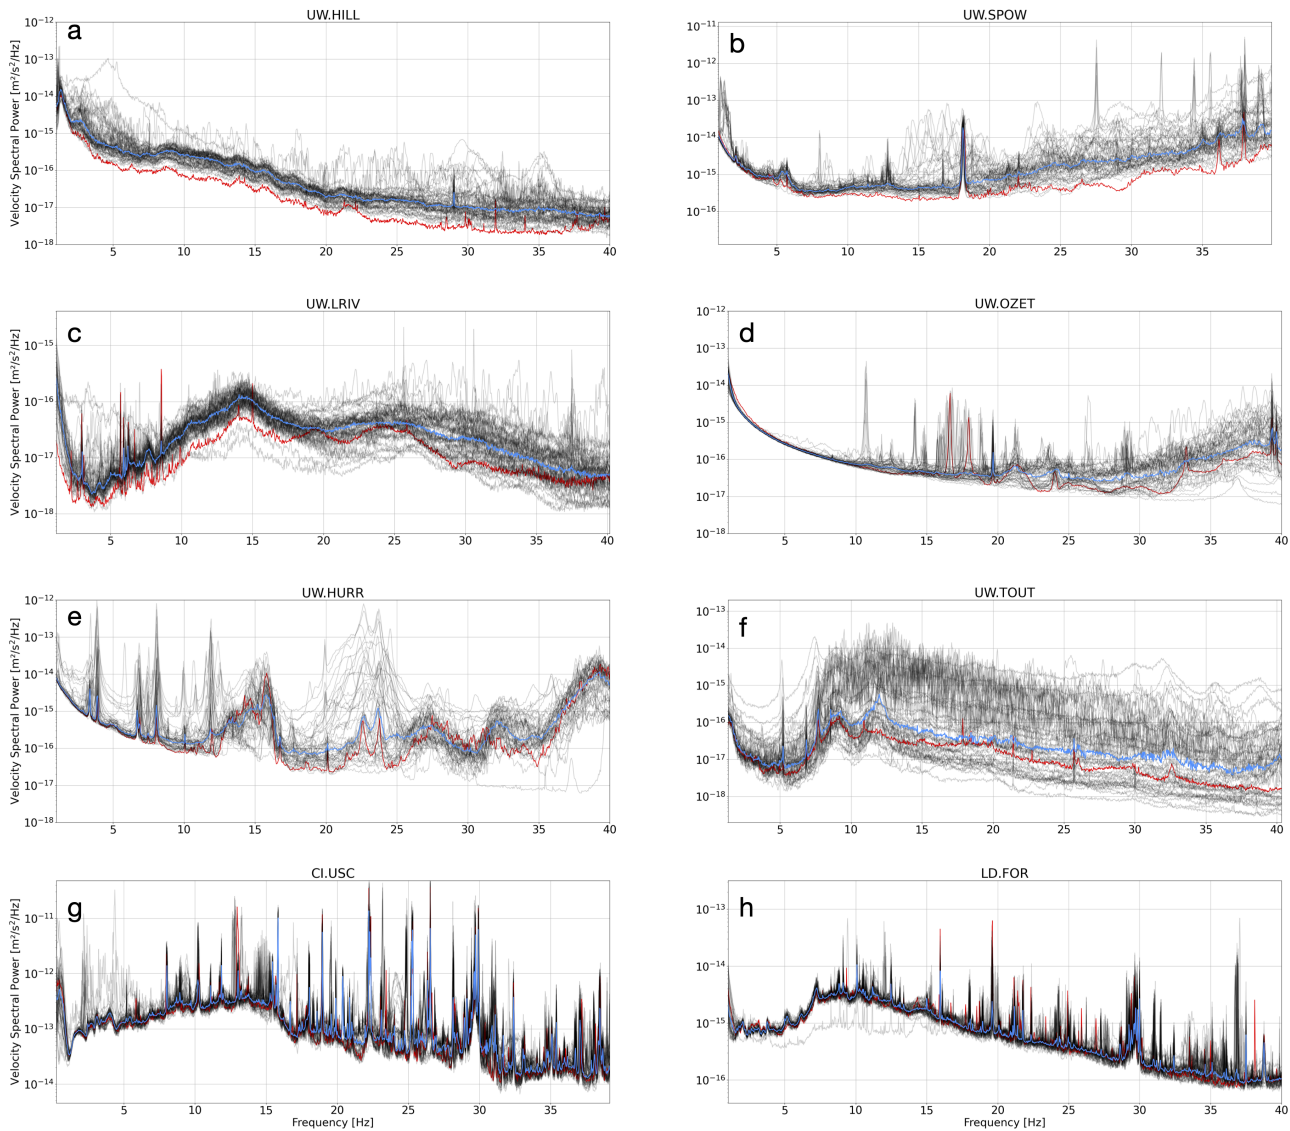 UW.HILL
a
Velocity Spectral Power [m²/s²/Hz]
10⁻¹²
10⁻¹³
10⁻¹⁴
10⁻¹⁵
10⁻¹⁶
10⁻¹⁷
10⁻¹⁸
5 10 15 20 25 30 35 40
UW.SPOW
b
10⁻¹¹
10⁻¹²
10⁻¹³
10⁻¹⁴
10⁻¹⁵
10⁻¹⁶
5 10 15 20 25 30 35
UW.LRIV
c
Velocity Spectral Power [m²/s²/Hz]
10⁻¹⁵
10⁻¹⁶
10⁻¹⁷
10⁻¹⁸
5 10 15 20 25 30 35 40
UW.OZET
d
10⁻¹²
10⁻¹³
10⁻¹⁴
10⁻¹⁵
10⁻¹⁶
10⁻¹⁷
10⁻¹⁸
5 10 15 20 25 30 35 40
UW.HURR
e
Velocity Spectral Power [m²/s²/Hz]
10⁻¹²
10⁻¹³
10⁻¹⁴
10⁻¹⁵
10⁻¹⁶
10⁻¹⁷
10⁻¹⁸
5 10 15 20 25 30 35 40
UW.TOUT
f
10⁻¹³
10⁻¹⁴
10⁻¹⁵
10⁻¹⁶
10⁻¹⁷
10⁻¹⁸
5 10 15 20 25 30 35 40
CI.USC
g
Velocity Spectral Power [m²/s²/Hz]
10⁻¹¹
10⁻¹²
10⁻¹³
10⁻¹⁴
5 10 15 20 25 30 35
Frequency [Hz]
LD.FOR
h
10⁻¹³
10⁻¹⁴
10⁻¹⁵
10⁻¹⁶
5 10 15 20 25 30 35 40
Frequency [Hz]